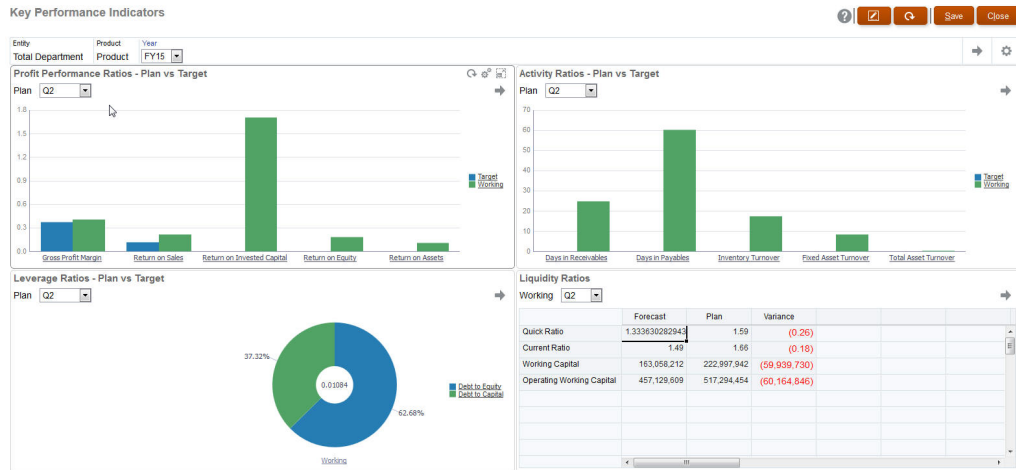 Key Performance Indicators
? Save Close
Entity Product Year
Total Department Product FY15
Profit Performance Ratios - Plan vs Target
Plan Q2
1.8
1.5
1.2
0.9
0.6
0.3
0.0
Target
Working
Gross Profit Margin Return on Sales Return on Invested Capital Return on Equity Return on Assets
Activity Ratios - Plan vs Target
Plan Q2
70
60
50
40
30
20
10
0
Target
Working
Days in Receivables Days in Payables Inventory Turnover Fixed Asset Turnover Total Asset Turnover
Leverage Ratios - Plan vs Target
Plan Q2
37.32%
0.01084
62.68%
Debt to Equity
Debt to Capital
Working
Liquidity Ratios
Working Q2
Forecast Plan Variance
Quick Ratio 1.333630282943 1.59 (0.26)
Current Ratio 1.49 1.66 (0.18)
Working Capital 163,058,212 222,997,942 (59,939,730)
Operating Working Capital 457,129,609 517,294,454 (60,164,846)